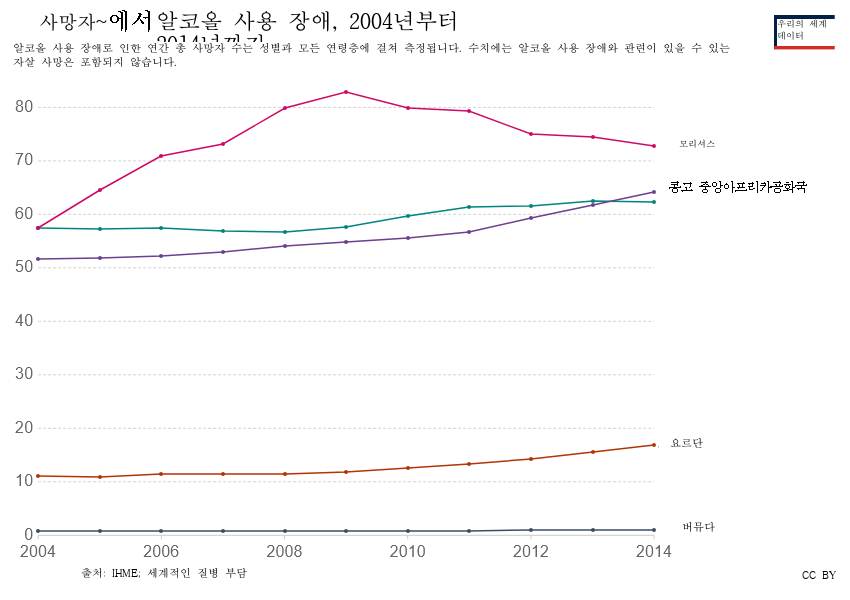 사망자~에서 알코올 사용 장애, 2004년부터
2014년까지
우리의 세계
데이터
알코올 사용 장애로 인한 연간 총 사망자 수는 성별과 모든 연령층에 걸쳐 측정됩니다. 수치에는 알코올 사용 장애와 관련이 있을 수 있는
자살 사망은 포함되지 않습니다.
80
70
60
50
40
30
20
10
0
모리셔스
콩고 중앙아프리카공화국
요르단
버뮤다
2004 2006 2008 2010 2012 2014
출처: IHME; 세계적인 질병 부담
CC BY